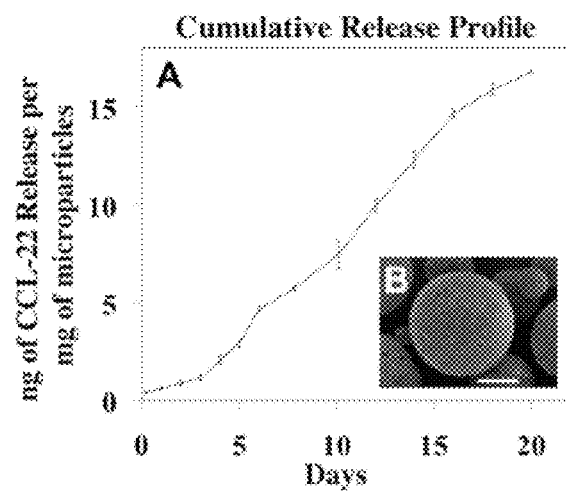 Cumulative Release Profile
A
ng of CCL-22 Release per
mg of microparticles
15
10
5
0
B
0 5 10 15 20
Days